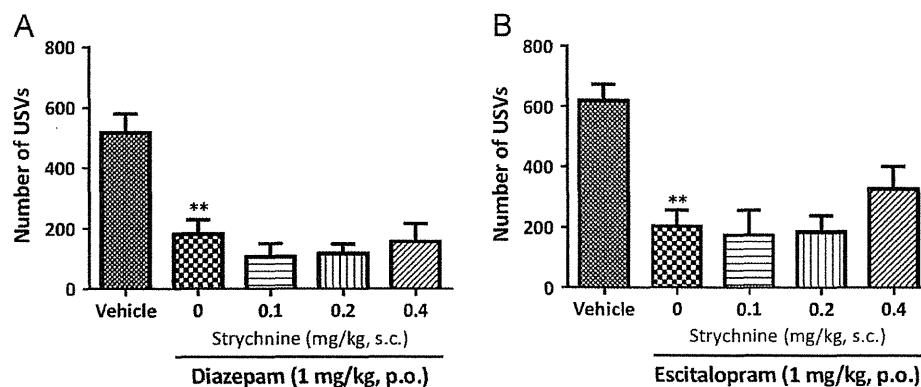 A
800
600
400
200
0
Number of USVs
**
Vehicle 0 0.1 0.2 0.4
Strychnine (mg/kg, s.c.)
Diazepam (1 mg/kg, p.o.)
B
800
600
400
200
0
Number of USVs
**
Vehicle 0 0.1 0.2 0.4
Strychnine (mg/kg, s.c.)
Escitalopram (1 mg/kg, p.o.)